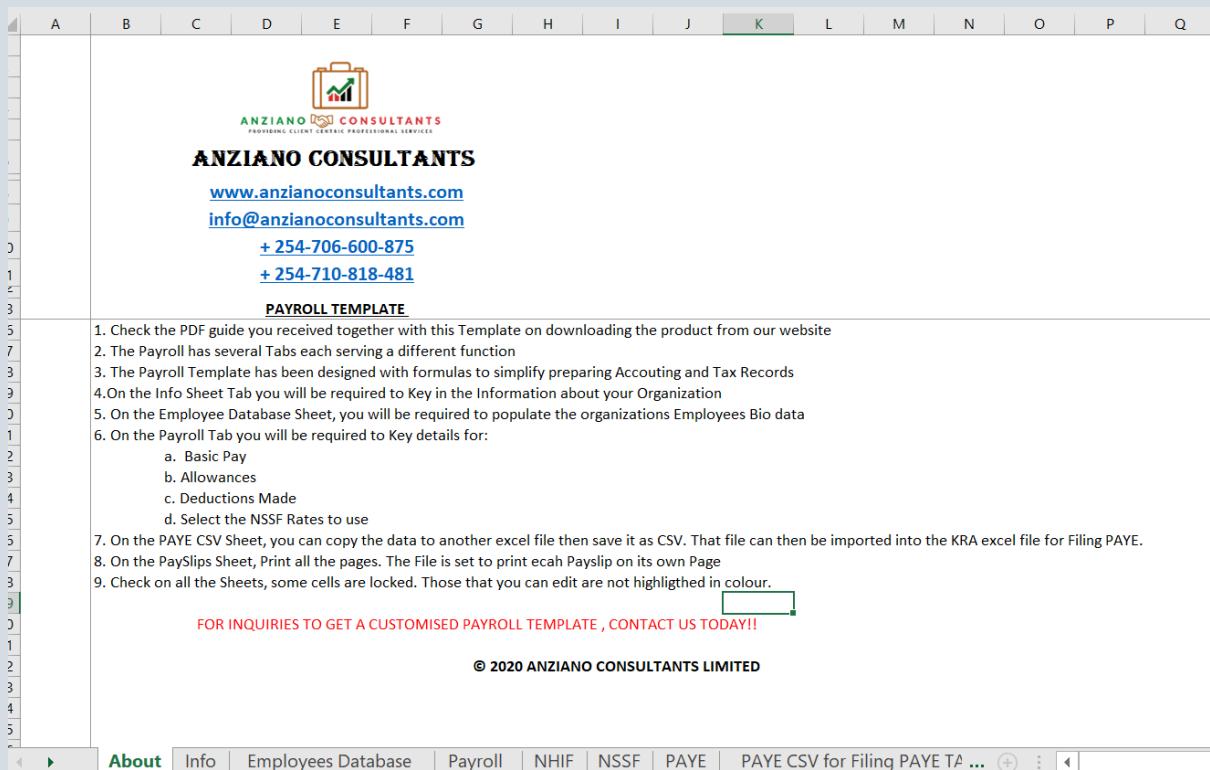 A B C D E F G H I J K L M N O P Q
ANZIANO CONSULTANTS
PROVIDING CLIENT CENTRIC PROFESSIONAL SERVICES
ANZIANO CONSULTANTS
www.anzianoconsultants.com
info@anzianoconsultants.com
+ 254-706-600-875
+ 254-710-818-481
PAYROLL TEMPLATE
1. Check the PDF guide you received together with this Template on downloading the product from our website
2. The Payroll has several Tabs each serving a different function
3. The Payroll Template has been designed with formulas to simplify preparing Accouting and Tax Records
4.On the Info Sheet Tab you will be required to Key in the Information about your Organization
5. On the Employee Database Sheet, you will be required to populate the organizations Employees Bio data
6. On the Payroll Tab you will be required to Key details for:
a. Basic Pay
b. Allowances
c. Deductions Made
d. Select the NSSF Rates to use
7. On the PAYE CSV Sheet, you can copy the data to another excel file then save it as CSV. That file can then be imported into the KRA excel file for Filing PAYE.
8. On the PaySlips Sheet, Print all the pages. The File is set to print ecah Payslip on its own Page
9. Check on all the Sheets, some cells are locked. Those that you can edit are not highligthed in colour.
FOR INQUIRIES TO GET A CUSTOMISED PAYROLL TEMPLATE , CONTACT US TODAY!!
© 2020 ANZIANO CONSULTANTS LIMITED
About Info Employees Database Payroll NHIF NSSF PAYE PAYE CSV for Filing PAYE TA ...